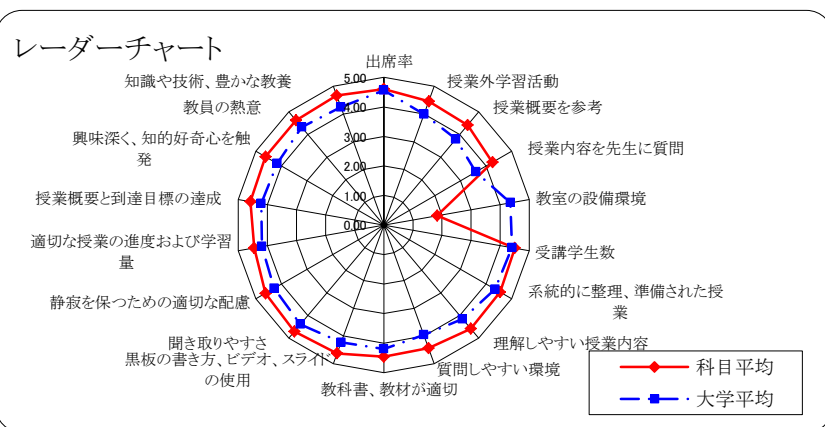 レーダーチャート
出席率
授業外学習活動
授業概要を参考
授業内容を先生に質問
教室の設備環境
受講学生数
系統的に整理、準備された授
業
理解しやすい授業内容
質問しやすい環境
教科書、教材が適切
黒板の書き方、ビデオ、スライド
の使用
聞き取りやすさ
静寂を保つための適切な配慮
適切な授業の進度および学習
量
授業概要と到達目標の達成
興味深く、知的好奇心を触
発
教員の熱意
知識や技術、豊かな教養
5.00
4.00
3.00
2.00
1.00
0.00
科目平均
大学平均